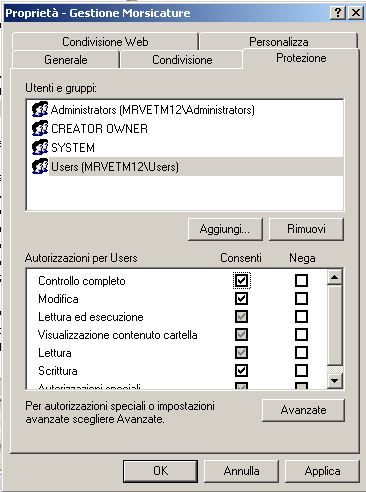 Proprietà - Gestione Morsicature
Condivisione Web
Personalizza
Generale
Condivisione
Protezione
Utenti e gruppi:
Administrators (MRVETM12\Administrators)
CREATOR OWNER
SYSTEM
Users (MRVETM12\Users)
Aggiungi...
Rimuovi
Autorizzazioni per Users
Consenti
Nega
Controllo completo
Modifica
Lettura ed esecuzione
Visualizzazione contenuto cartella
Lettura
Scrittura
Autorizzazioni speciali
Per autorizzazioni speciali o impostazioni
avanzate scegliere Avanzate.
Avanzate
OK
Annulla
Applica